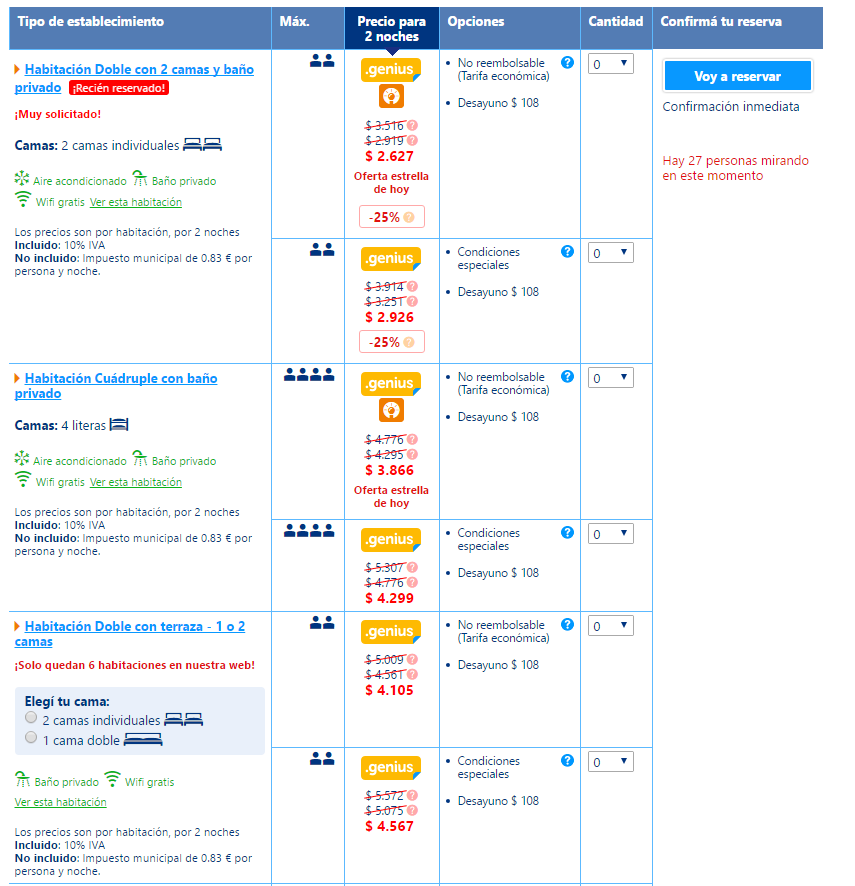 Tipo de establecimiento
Máx.
Precio para
2 noches
Opciones
Cantidad
Confirmá tu reserva
Habitación Doble con 2 camas y baño
privado ¡Recién reservado!
¡Muy solicitado!
Camas: 2 camas individuales
Aire acondicionado Baño privado
Wifi gratis Ver esta habitación
Los precios son por habitación, por 2 noches
Incluido: 10% IVA
No incluido: Impuesto municipal de 0.83 € por
persona y noche.
.genius
$ 3.516 ?
$ 2.919 ?
$ 2.627
Oferta estrella
de hoy
-25% ?
• No reembolsable
(Tarifa económica)
?
• Desayuno $ 108
0
Voy a reservar
Confirmación inmediata
Hay 27 personas mirando
en este momento
.genius
$ 3.914 ?
$ 3.251 ?
$ 2.926
-25% ?
• Condiciones
especiales
?
• Desayuno $ 108
0
Habitación Cuádruple con baño
privado
Camas: 4 literas
Aire acondicionado Baño privado
Wifi gratis Ver esta habitación
Los precios son por habitación, por 2 noches
Incluido: 10% IVA
No incluido: Impuesto municipal de 0.83 € por
persona y noche.
.genius
$ 4.776 ?
$ 4.295 ?
$ 3.866
Oferta estrella
de hoy
• No reembolsable
(Tarifa económica)
?
• Desayuno $ 108
0
.genius
$ 5.307 ?
$ 4.776 ?
$ 4.299
• Condiciones
especiales
?
• Desayuno $ 108
0
Habitación Doble con terraza - 1 o 2
camas
¡Solo quedan 6 habitaciones en nuestra web!
Elegí tu cama:
2 camas individuales
1 cama doble
Baño privado Wifi gratis
Ver esta habitación
Los precios son por habitación, por 2 noches
Incluido: 10% IVA
No incluido: Impuesto municipal de 0.83 € por
persona y noche.
.genius
$ 5.009 ?
$ 4.561 ?
$ 4.105
• No reembolsable
(Tarifa económica)
?
• Desayuno $ 108
0
.genius
$ 5.572 ?
$ 5.075 ?
$ 4.567
• Condiciones
especiales
?
• Desayuno $ 108
0